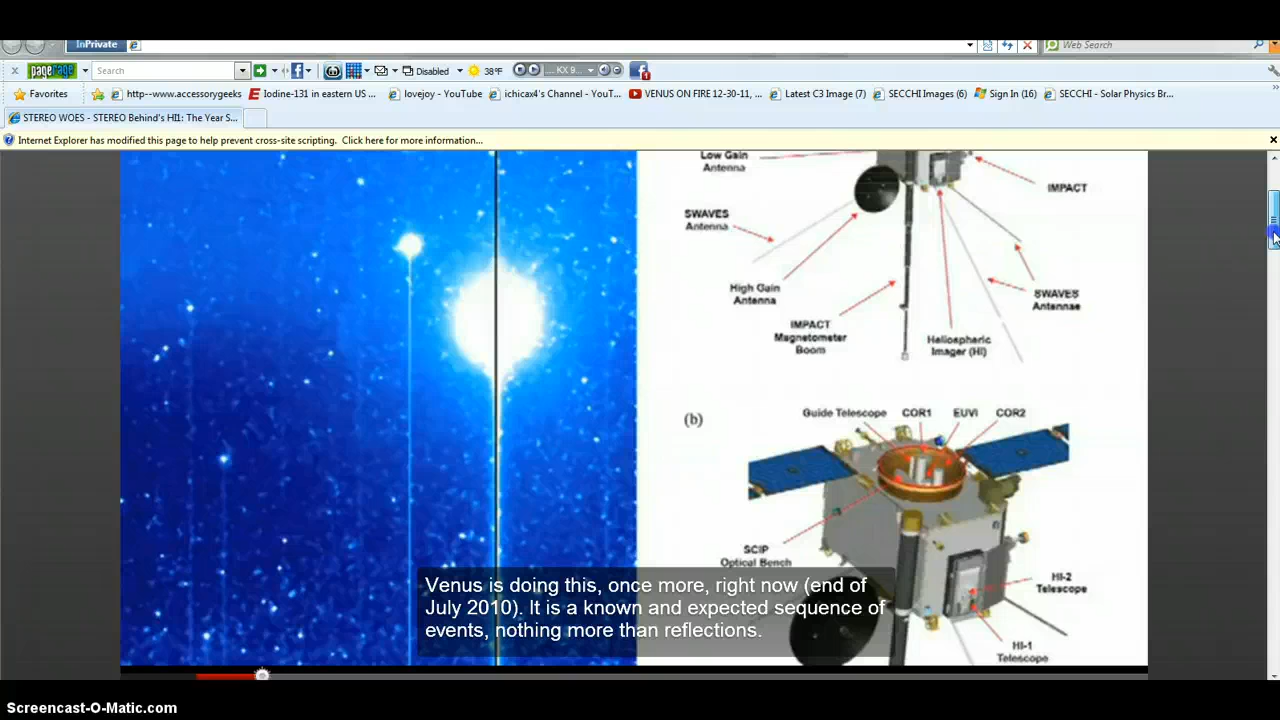 InPrivate
Web Search
x pagerage Search Disabled 38°F .... KX 9... 1
Favorites http--www.accessorygeeks Iodine-131 in eastern US ... lovejoy - YouTube ichicax4's Channel - YouT... VENUS ON FIRE 12-30-11, ... Latest C3 Image (7) SECCHI Images (6) Sign In (16) SECCHI - Solar Physics Br...
STEREO WOES - STEREO Behind's HI1: The Year S...
Internet Explorer has modified this page to help prevent cross-site scripting. Click here for more information... x
Low Gain
Antenna
IMPACT
SWAVES
Antenna
High Gain
Antenna
SWAVES
Antennae
IMPACT
Magnetometer
Boom
Heliospheric
Imager (HI)
(b)
Guide Telescope COR1 EUVI COR2
SCIP
Optical Bench
HI-2
Telescope
HI-1
Telescope
Venus is doing this, once more, right now (end of
July 2010). It is a known and expected sequence of
events, nothing more than reflections.
Screencast-O-Matic.com